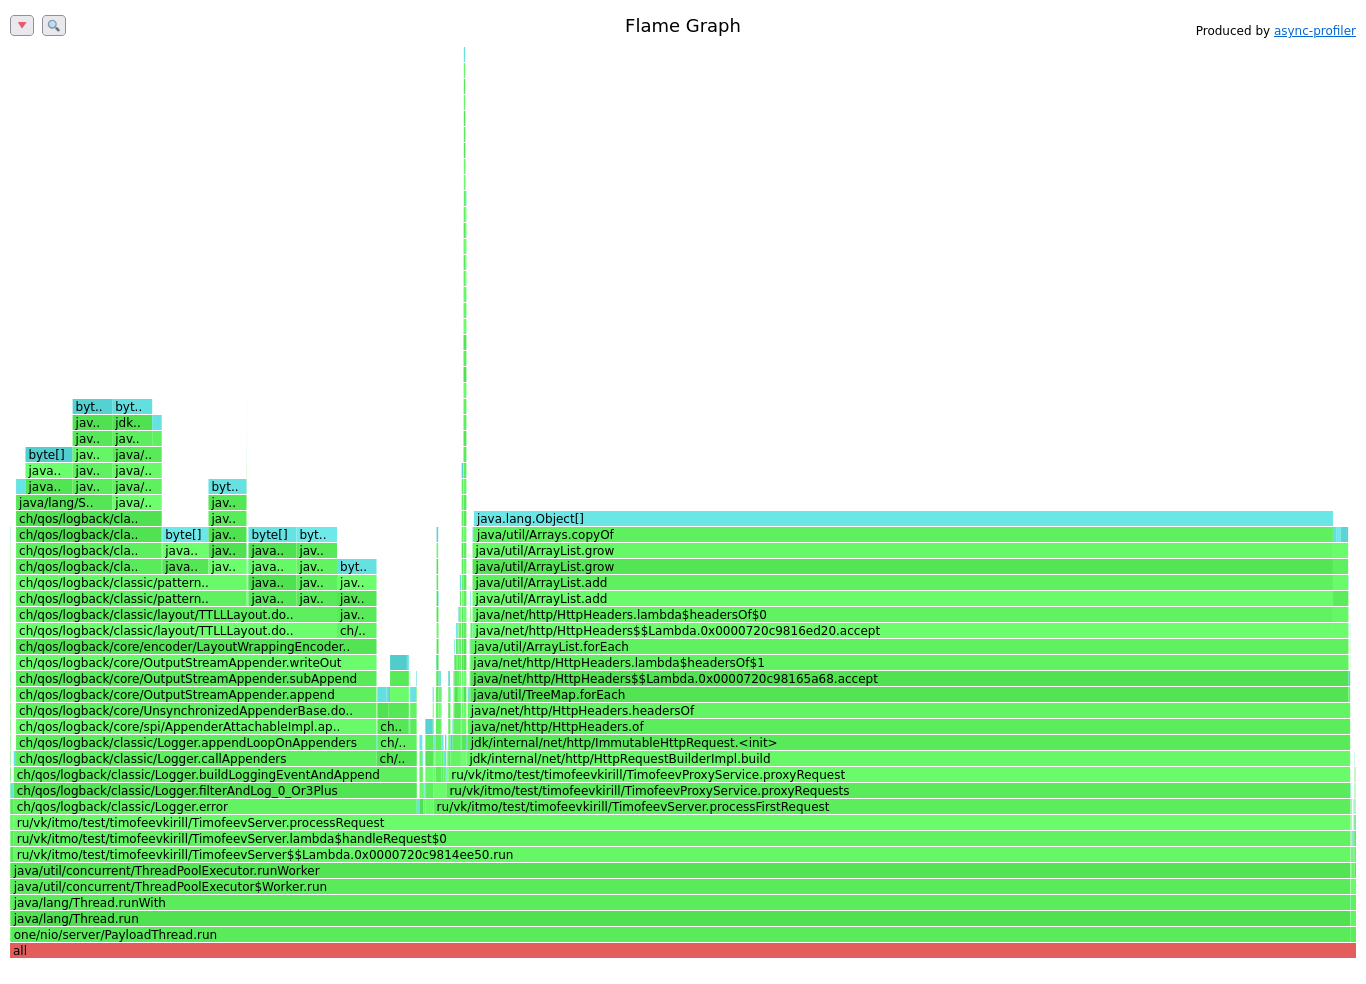 Flame Graph
Produced by async-profiler
byt.. byt..
jav.. jdk..
jav.. jav..
byte[] jav.. java/..
java.. jav.. java/..
java.. jav.. java/.. byt..
java/lang/S.. java/.. jav..
ch/qos/logback/cla.. jav.. java.lang.Object[]
ch/qos/logback/cla.. byte[] jav.. byte[] byt.. java/util/Arrays.copyOf
ch/qos/logback/cla.. java.. jav.. java.. jav.. java/util/ArrayList.grow
ch/qos/logback/cla.. java.. jav.. java.. jav.. byt.. java/util/ArrayList.grow
ch/qos/logback/classic/pattern.. java.. jav.. jav.. java/util/ArrayList.add
ch/qos/logback/classic/pattern.. java.. jav.. jav.. java/util/ArrayList.add
ch/qos/logback/classic/layout/TTLLLayout.do.. jav.. java/net/http/HttpHeaders.lambda$headersOf$0
ch/qos/logback/classic/layout/TTLLLayout.do.. ch/.. java/net/http/HttpHeaders$$Lambda.0x0000720c9816ed20.accept
ch/qos/logback/core/encoder/LayoutWrappingEncoder.. java/util/ArrayList.forEach
ch/qos/logback/core/OutputStreamAppender.writeOut java/net/http/HttpHeaders.lambda$headersOf$1
ch/qos/logback/core/OutputStreamAppender.subAppend java/net/http/HttpHeaders$$Lambda.0x0000720c98165a68.accept
ch/qos/logback/core/OutputStreamAppender.append java/util/TreeMap.forEach
ch/qos/logback/core/UnsynchronizedAppenderBase.do.. java/net/http/HttpHeaders.headersOf
ch/qos/logback/core/spi/AppenderAttachableImpl.ap.. ch.. java/net/http/HttpHeaders.of
ch/qos/logback/classic/Logger.appendLoopOnAppenders ch/.. jdk/internal/net/http/ImmutableHttpRequest.<init>
ch/qos/logback/classic/Logger.callAppenders ch/.. jdk/internal/net/http/HttpRequestBuilderImpl.build
ch/qos/logback/classic/Logger.buildLoggingEventAndAppend ru/vk/itmo/test/timofeevkirill/TimofeevProxyService.proxyRequest
ch/qos/logback/classic/Logger.filterAndLog_0_Or3Plus ru/vk/itmo/test/timofeevkirill/TimofeevProxyService.proxyRequests
ch/qos/logback/classic/Logger.error ru/vk/itmo/test/timofeevkirill/TimofeevServer.processFirstRequest
ru/vk/itmo/test/timofeevkirill/TimofeevServer.processRequest
ru/vk/itmo/test/timofeevkirill/TimofeevServer.lambda$handleRequest$0
ru/vk/itmo/test/timofeevkirill/TimofeevServer$$Lambda.0x0000720c9814ee50.run
java/util/concurrent/ThreadPoolExecutor.runWorker
java/util/concurrent/ThreadPoolExecutor$Worker.run
java/lang/Thread.runWith
java/lang/Thread.run
one/nio/server/PayloadThread.run
all